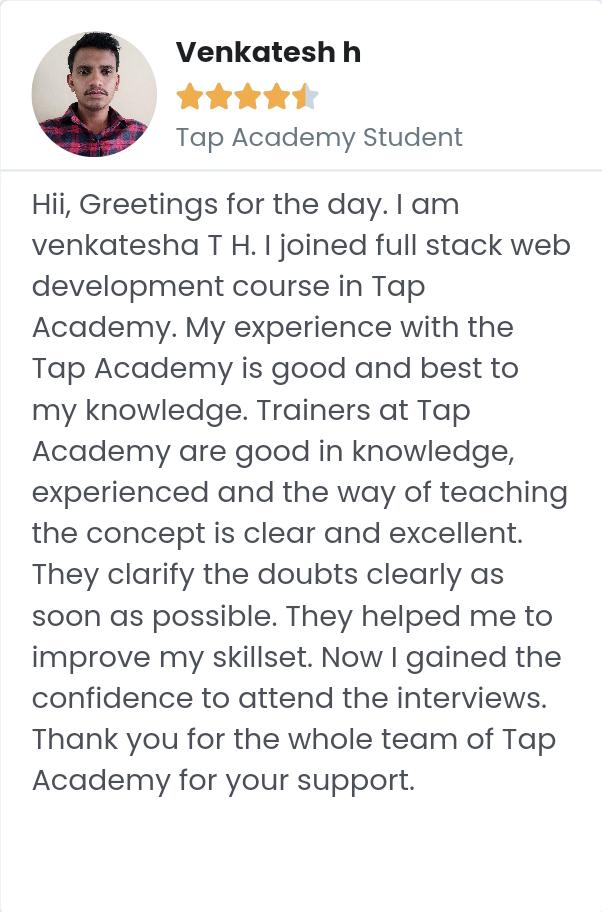 Venkatesh h
Tap Academy Student
Hii, Greetings for the day. I am
venkatesha T H. I joined full stack web
development course in Tap
Academy. My experience with the
Tap Academy is good and best to
my knowledge. Trainers at Tap
Academy are good in knowledge,
experienced and the way of teaching
the concept is clear and excellent.
They clarify the doubts clearly as
soon as possible. They helped me to
improve my skillset. Now I gained the
confidence to attend the interviews.
Thank you for the whole team of Tap
Academy for your support.